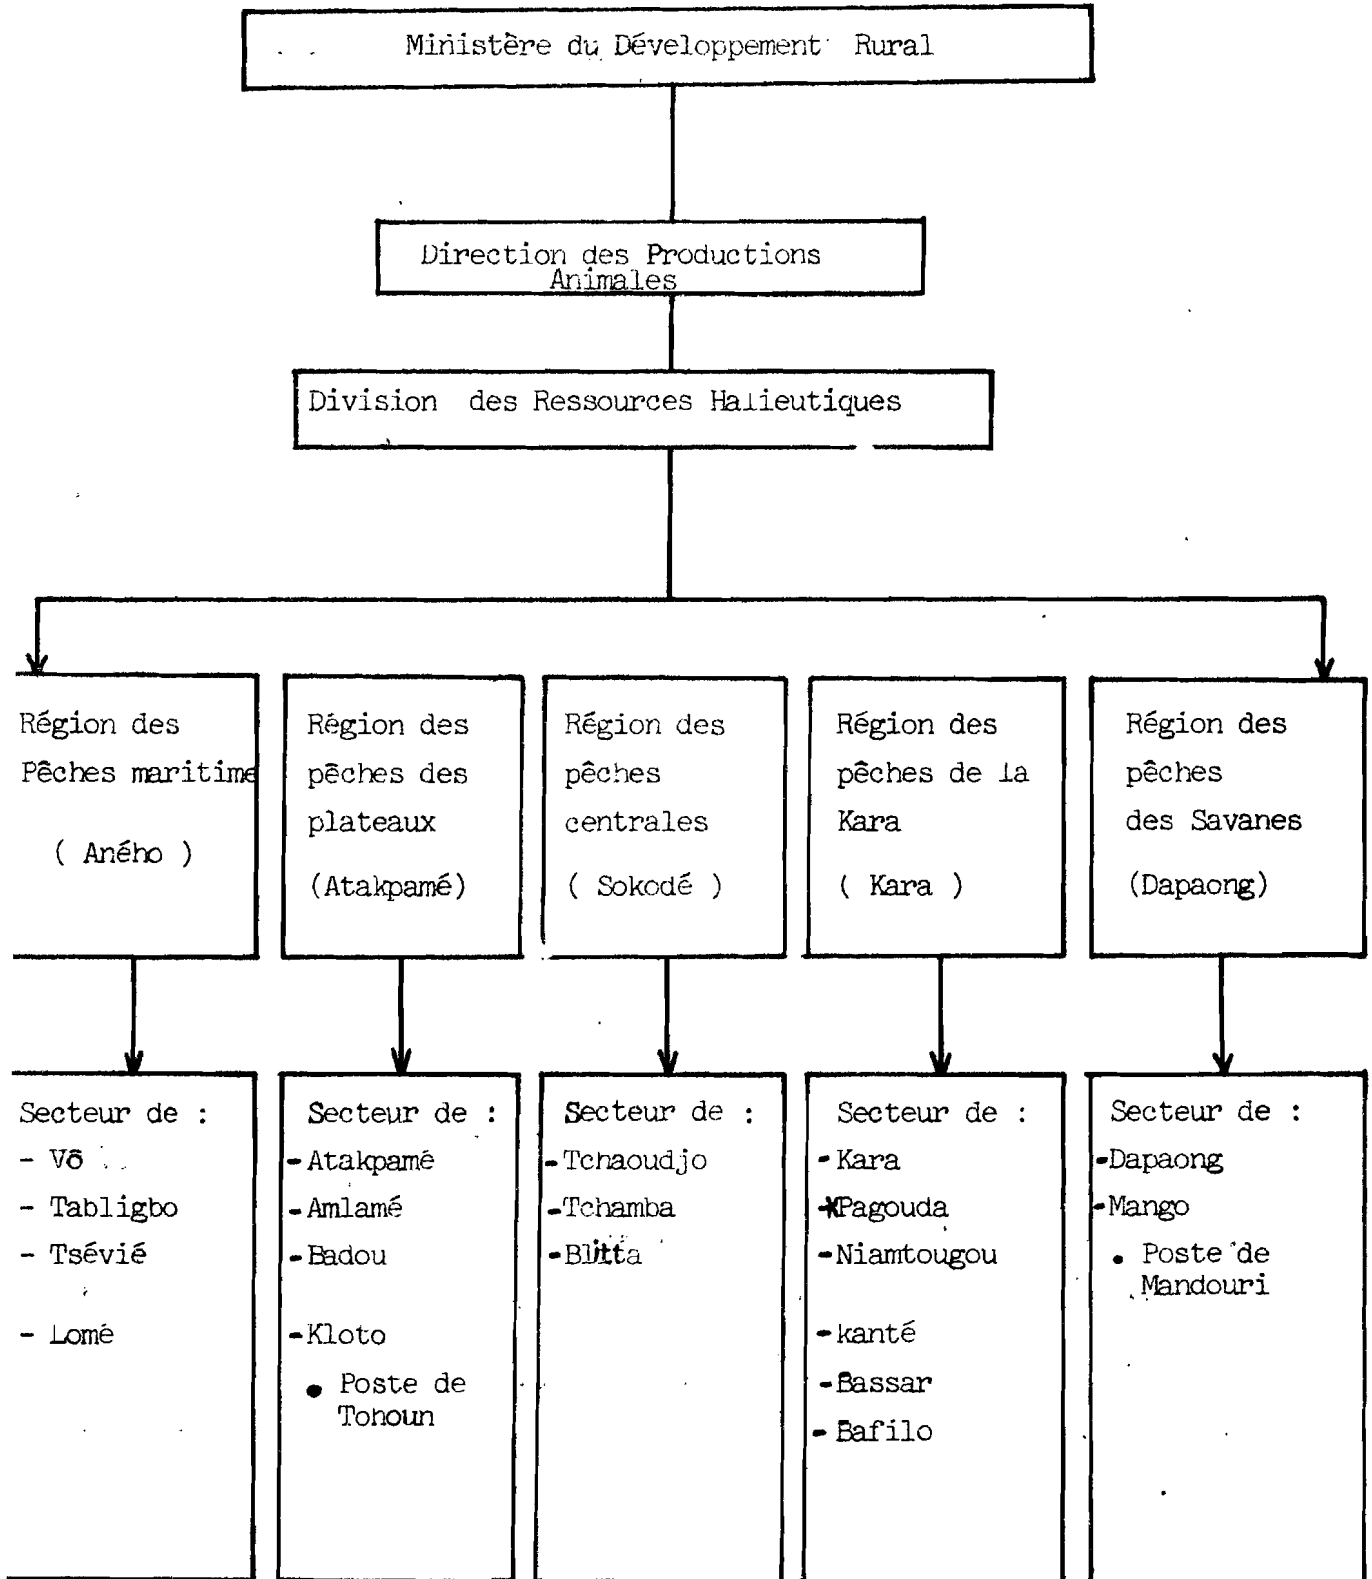 Ministère du Développement Rural
Direction des Productions
Animales
Division des Ressources Halieutiques
Région des
Pêches maritime
( Aného )
Région des
pêches des
plateaux
(Atakpamé)
Région des
pêches
centrales
( Sokodé )
Région des
pêches de la
Kara
( Kara )
Région des
pêches
des Savanes
(Dapaong)
Secteur de :
- Vô
- Tabligbo
- Tsévié
- Lomé
Secteur de :
- Atakpamé
- Amlamé
- Badou
- Kloto
• Poste de
Tohoun
Secteur de :
- Tchaoudjo
- Tchamba
- Blitta
Secteur de :
- Kara
- Pagouda
- Niamtougou
- kanté
- Bassar
- Bafilo
Secteur de :
- Dapaong
- Mango
• Poste de
Mandouri